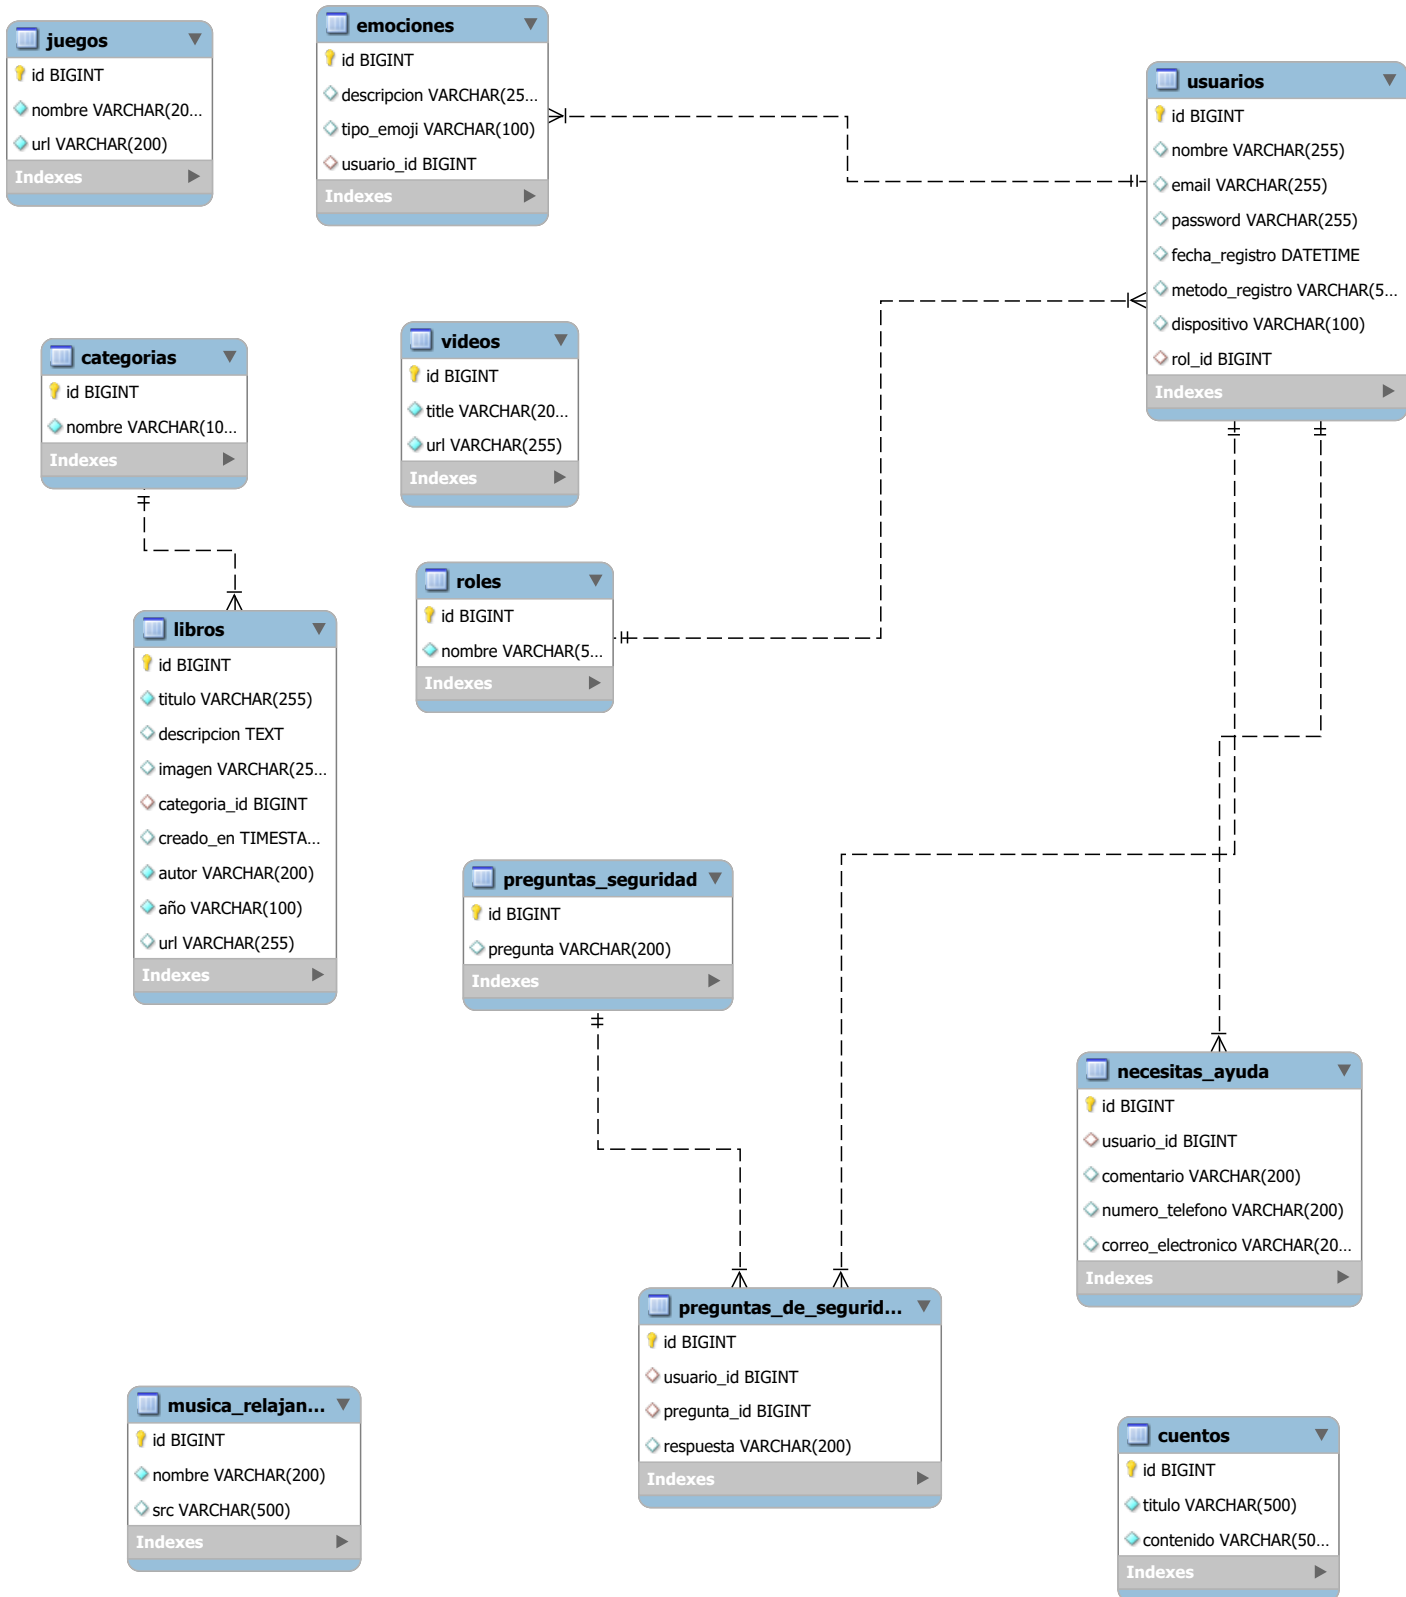 juegos
id BIGINT
nombre VARCHAR(20...
url VARCHAR(200)
Indexes
emociones
id BIGINT
descripcion VARCHAR(25...
tipo_emoji VARCHAR(100)
usuario_id BIGINT
Indexes
usuarios
id BIGINT
nombre VARCHAR(255)
email VARCHAR(255)
password VARCHAR(255)
fecha_registro DATETIME
metodo_registro VARCHAR(5...
dispositivo VARCHAR(100)
rol_id BIGINT
Indexes
categorias
id BIGINT
nombre VARCHAR(10...
Indexes
videos
id BIGINT
title VARCHAR(20...
url VARCHAR(255)
Indexes
roles
id BIGINT
nombre VARCHAR(5...
Indexes
libros
id BIGINT
titulo VARCHAR(255)
descripcion TEXT
imagen VARCHAR(25...
categoria_id BIGINT
creado_en TIMESTA...
autor VARCHAR(200)
año VARCHAR(100)
url VARCHAR(255)
Indexes
preguntas_seguridad
id BIGINT
pregunta VARCHAR(200)
Indexes
necesitas_ayuda
id BIGINT
usuario_id BIGINT
comentario VARCHAR(200)
numero_telefono VARCHAR(200)
correo_electronico VARCHAR(20...
Indexes
preguntas_de_segurid...
id BIGINT
usuario_id BIGINT
pregunta_id BIGINT
respuesta VARCHAR(200)
Indexes
musica_relajan...
id BIGINT
nombre VARCHAR(200)
src VARCHAR(500)
Indexes
cuentos
id BIGINT
titulo VARCHAR(500)
contenido VARCHAR(50...
Indexes